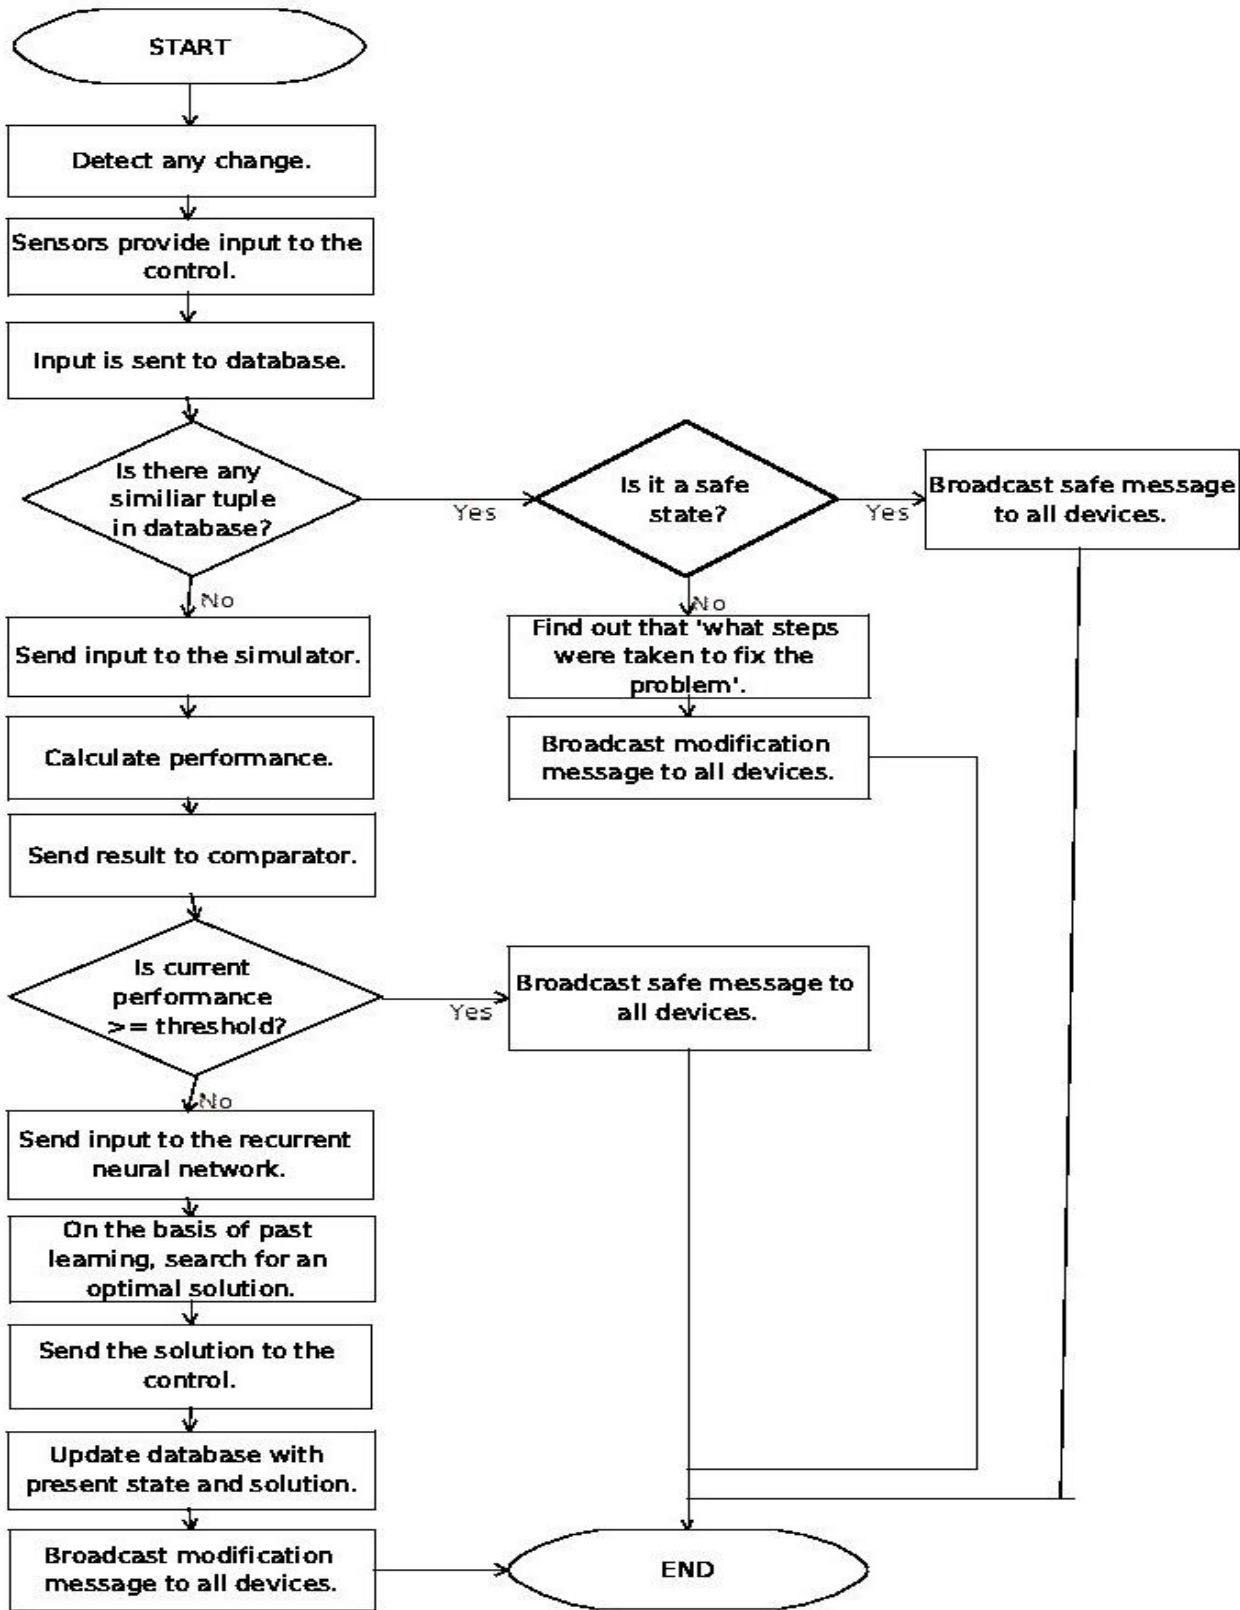 START
Detect any change.
Sensors provide input to the
control.
Input is sent to database.
Is there any
similiar tuple
in database?
Yes
Is it a safe
state?
Yes
Broadcast safe message
to all devices.
No
Send input to the simulator.
No
Find out that 'what steps
were taken to fix the
problem'.
Calculate performance.
Broadcast modification
message to all devices.
Send result to comparator.
Is current
performance
>= threshold?
Yes
Broadcast safe message to
all devices.
No
Send input to the recurrent
neural network.
On the basis of past
learning, search for an
optimal solution.
Send the solution to the
control.
Update database with
present state and solution.
Broadcast modification
message to all devices.
END